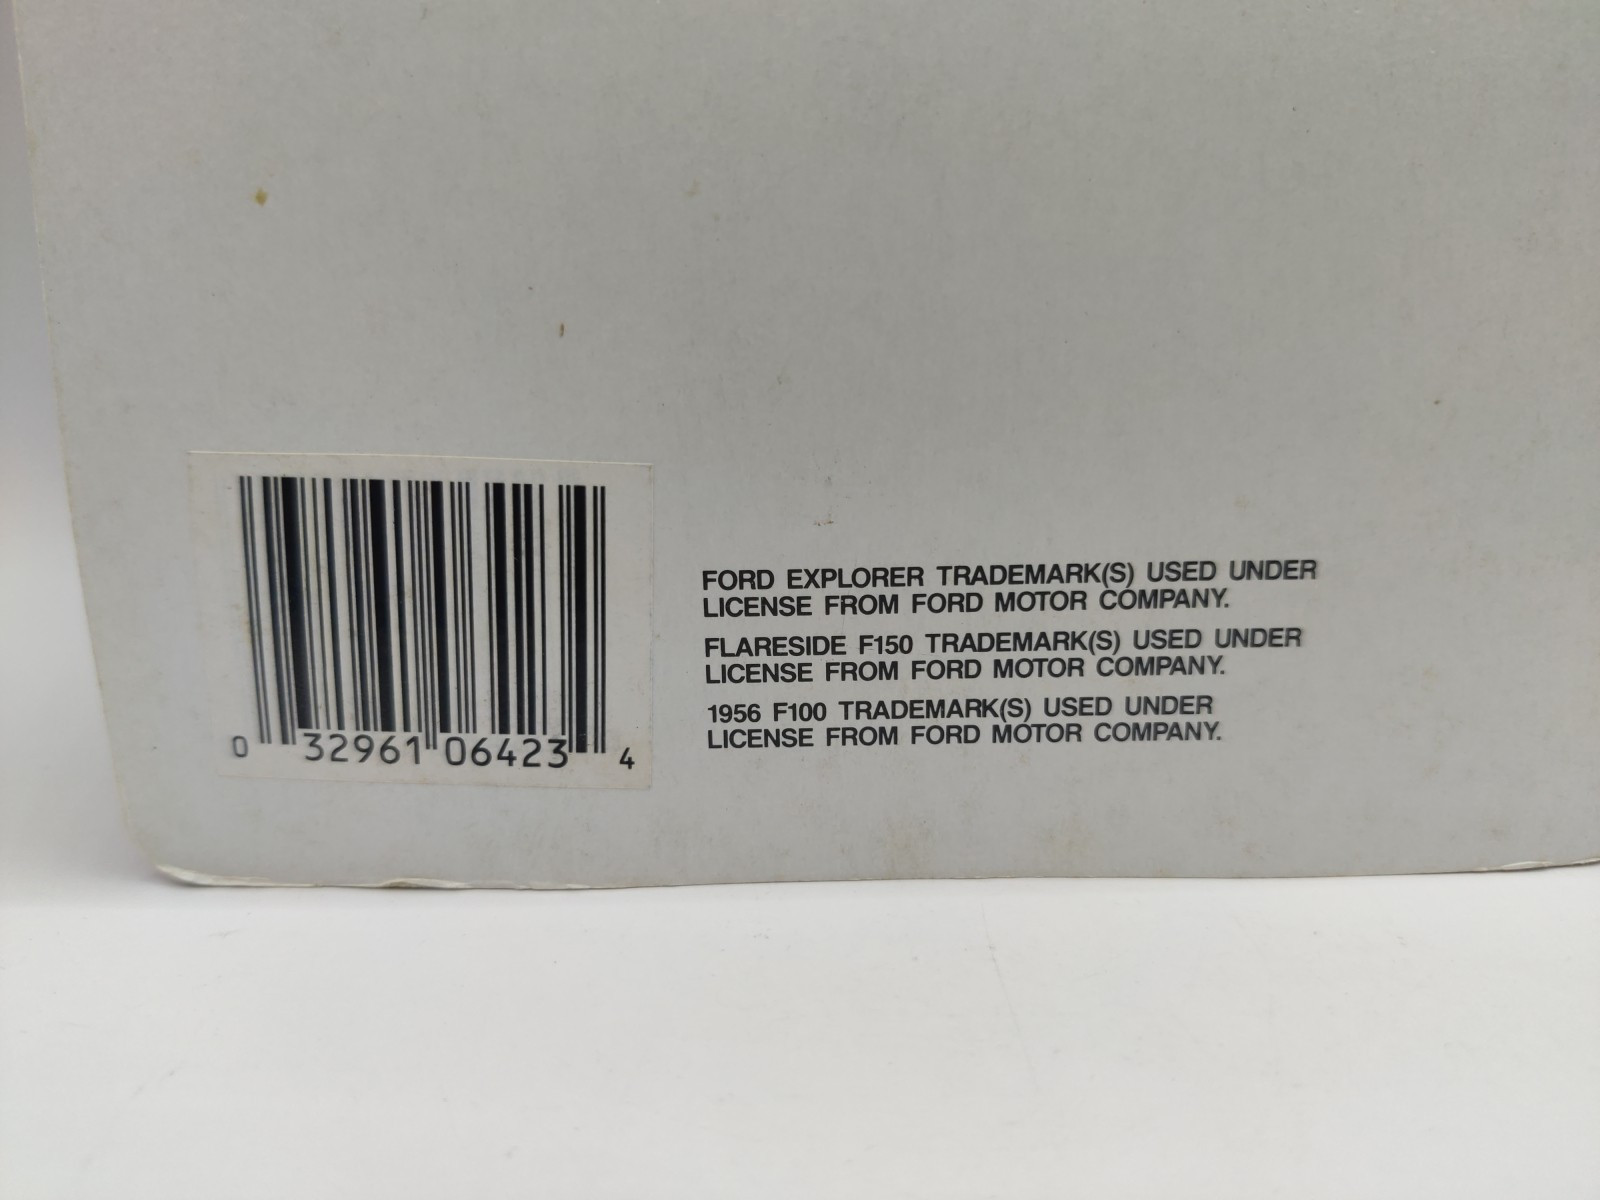 FORD EXPLORER TRADEMARK(S) USED UNDER
LICENSE FROM FORD MOTOR COMPANY.
FLARESIDE F150 TRADEMARK(S) USED UNDER
LICENSE FROM FORD MOTOR COMPANY.
1956 F100 TRADEMARK(S) USED UNDER
LICENSE FROM FORD MOTOR COMPANY.
0 32961 06423 4